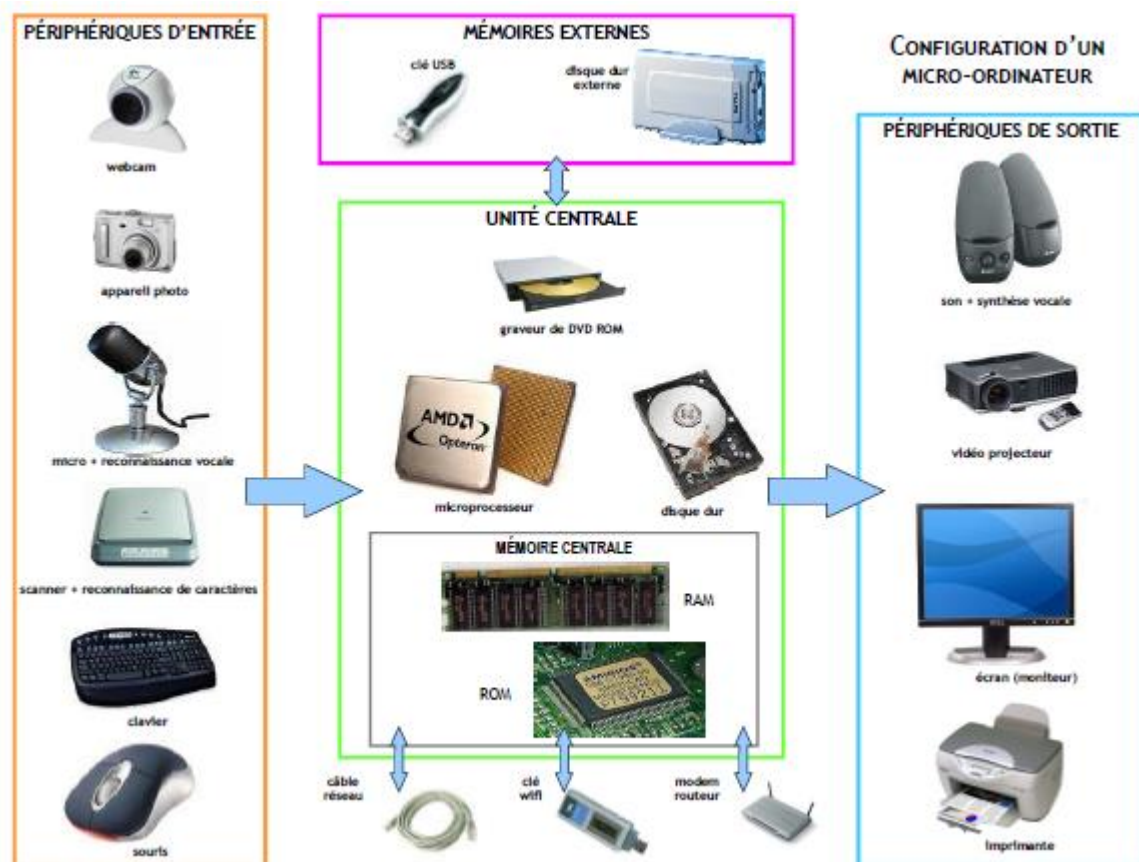 PÉRIPHÉRIQUES D'ENTRÉE
webcam
appareil photo
micro + reconnaissance vocale
scanner + reconnaissance de caractères
clavier
souris
MÉMOIRES EXTERNES
clé USB
disque dur
externe
UNITÉ CENTRALE
graveur de DVD ROM
AMD
Opteron
microprocesseur
disque dur
MÉMOIRE CENTRALE
RAM
ROM
câble
réseau
clé
wifi
modem
routeur
CONFIGURATION D'UN
MICRO-ORDINATEUR
PÉRIPHÉRIQUES DE SORTIE
son + synthèse vocale
vidéo projecteur
DELL
écran (moniteur)
imprimante